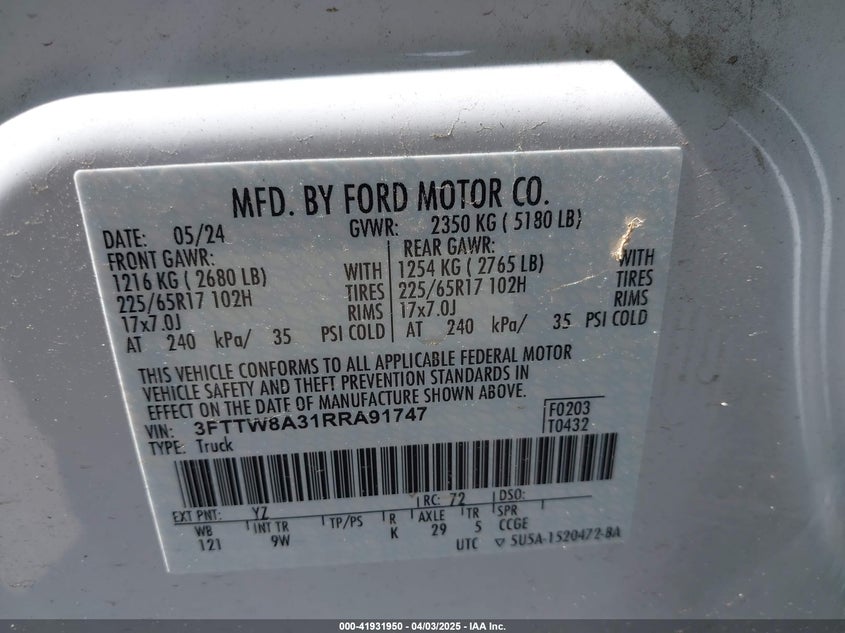 MFD. BY FORD MOTOR CO.
DATE: 05/24 GVWR: 2350 KG ( 5180 LB)
FRONT GAWR: REAR GAWR:
1216 KG ( 2680 LB) WITH 1254 KG ( 2765 LB) WITH
225/65R17 102H TIRES 225/65R17 102H TIRES
17x7.0J RIMS 17x7.0J RIMS
AT 240 kPa/ 35 PSI COLD AT 240 kPa/ 35 PSI COLD
THIS VEHICLE CONFORMS TO ALL APPLICABLE FEDERAL MOTOR
VEHICLE SAFETY AND THEFT PREVENTION STANDARDS IN
EFFECT ON THE DATE OF MANUFACTURE SHOWN ABOVE.
VIN: 3FTTW8A31RRA91747 F0203
TYPE: Truck T0432
EXT PNT: YZ RC: 72 DSO:
WB INT TR TP/PS R AXLE TR SPR
121 9W K 29 5 CCGE
UTC ▽ 5U5A-1520472-BA
000-41931950 - 04/03/2025 - IAA Inc.